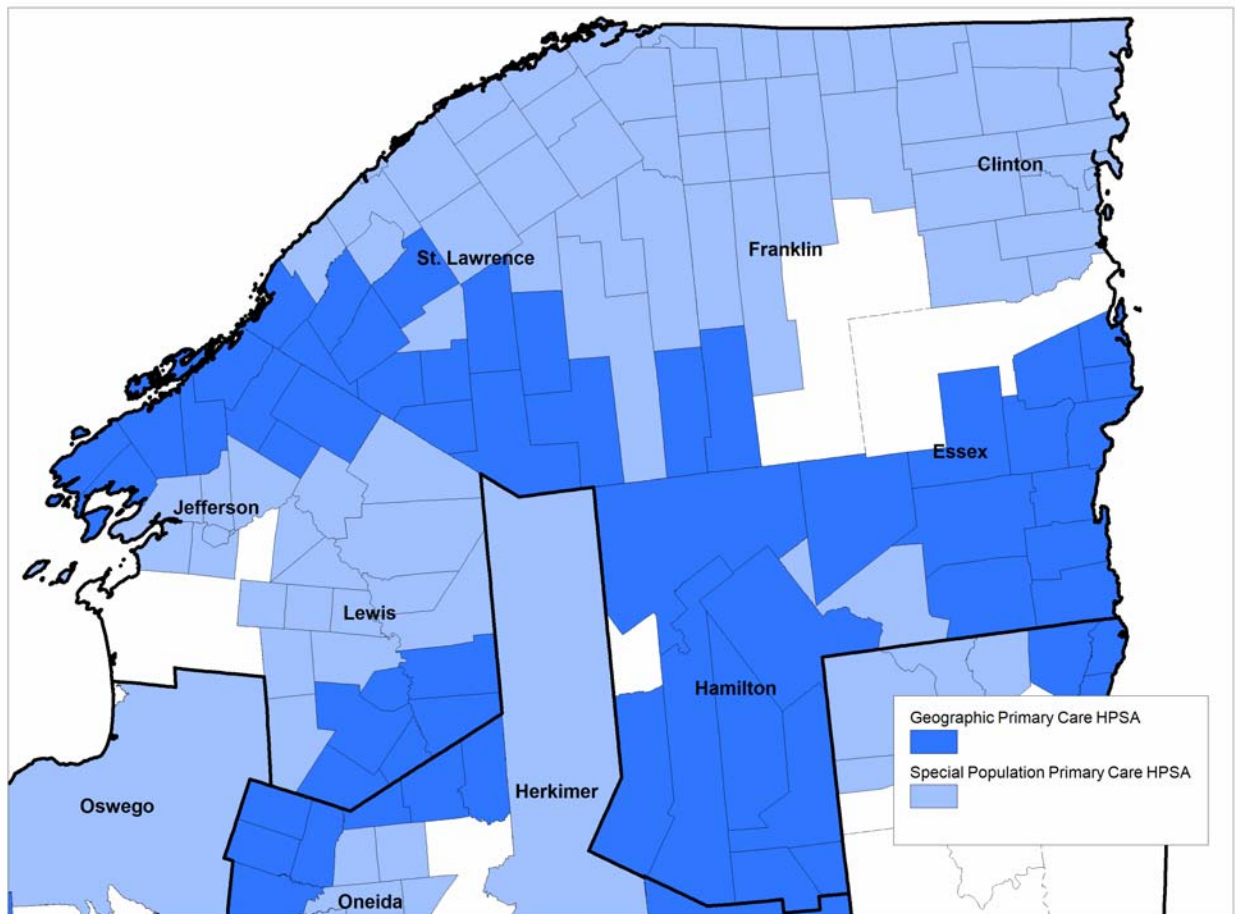 Clinton
Franklin
St. Lawrence
Essex
Jefferson
Lewis
Hamilton
Geographic Primary Care HPSA
Special Population Primary Care HPSA
Herkimer
Oswego
Oneida